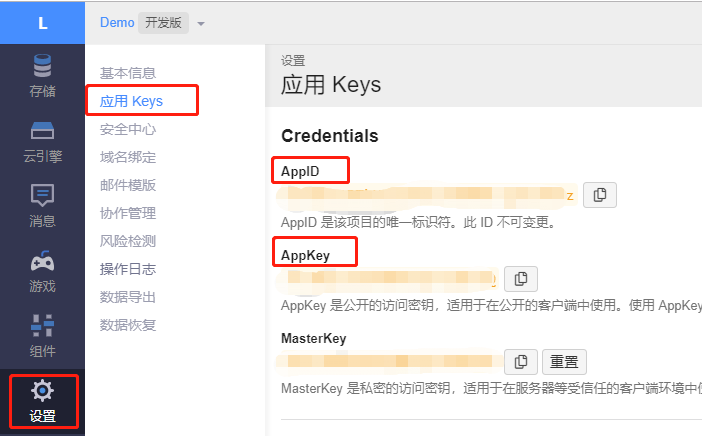 L
Demo 开发版
存储
云引擎
消息
游戏
组件
设置
基本信息
应用 Keys
安全中心
域名绑定
邮件模版
协作管理
风险检测
操作日志
数据导出
数据恢复
设置
应用 Keys
Credentials
AppID
z
AppID 是该项目的唯一标识符。此 ID 不可变更。
AppKey
AppKey 是公开的访问密钥，适用于在公开的客户端中使用。使用 AppKey
MasterKey
重置
MasterKey 是私密的访问密钥，适用于在服务器等受信任的客户端环境中